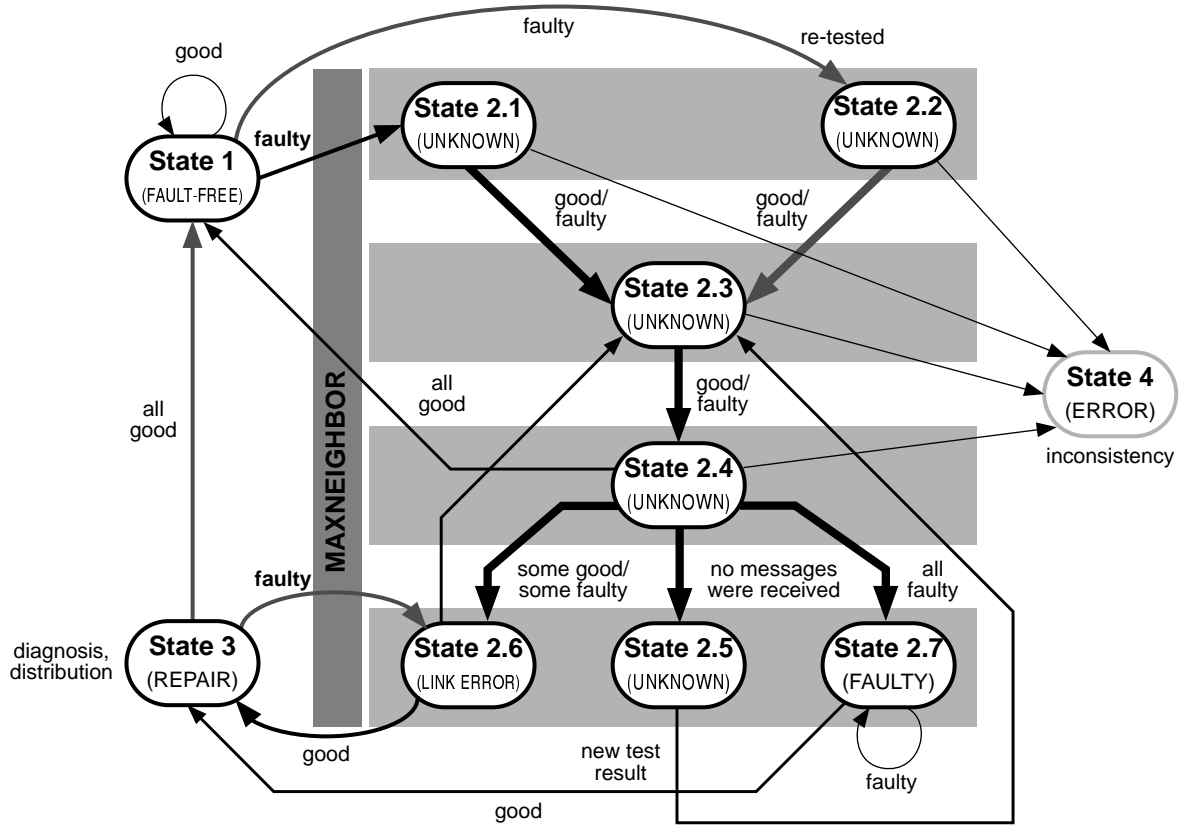 faulty
re-tested
good
State 2.1
(UNKNOWN)
State 2.2
(UNKNOWN)
faulty
State 1
(FAULT-FREE)
good/
faulty
good/
faulty
State 2.3
(UNKNOWN)
MAXNEIGHBOR
all
good
all
good
good/
faulty
State 4
(ERROR)
inconsistency
State 2.4
(UNKNOWN)
faulty
some good/
some faulty
no messages
were received
all
faulty
diagnosis,
distribution
State 3
(REPAIR)
State 2.6
(LINK ERROR)
State 2.5
(UNKNOWN)
State 2.7
(FAULTY)
good
new test
result
faulty
good